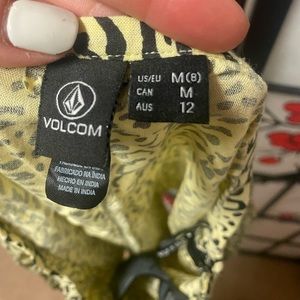 VOLCOM
US/EU M(8)
CAN M
AUS 12
FABRICADO NA ÍNDIA
HECHO EN INDIA
MADE IN INDIA